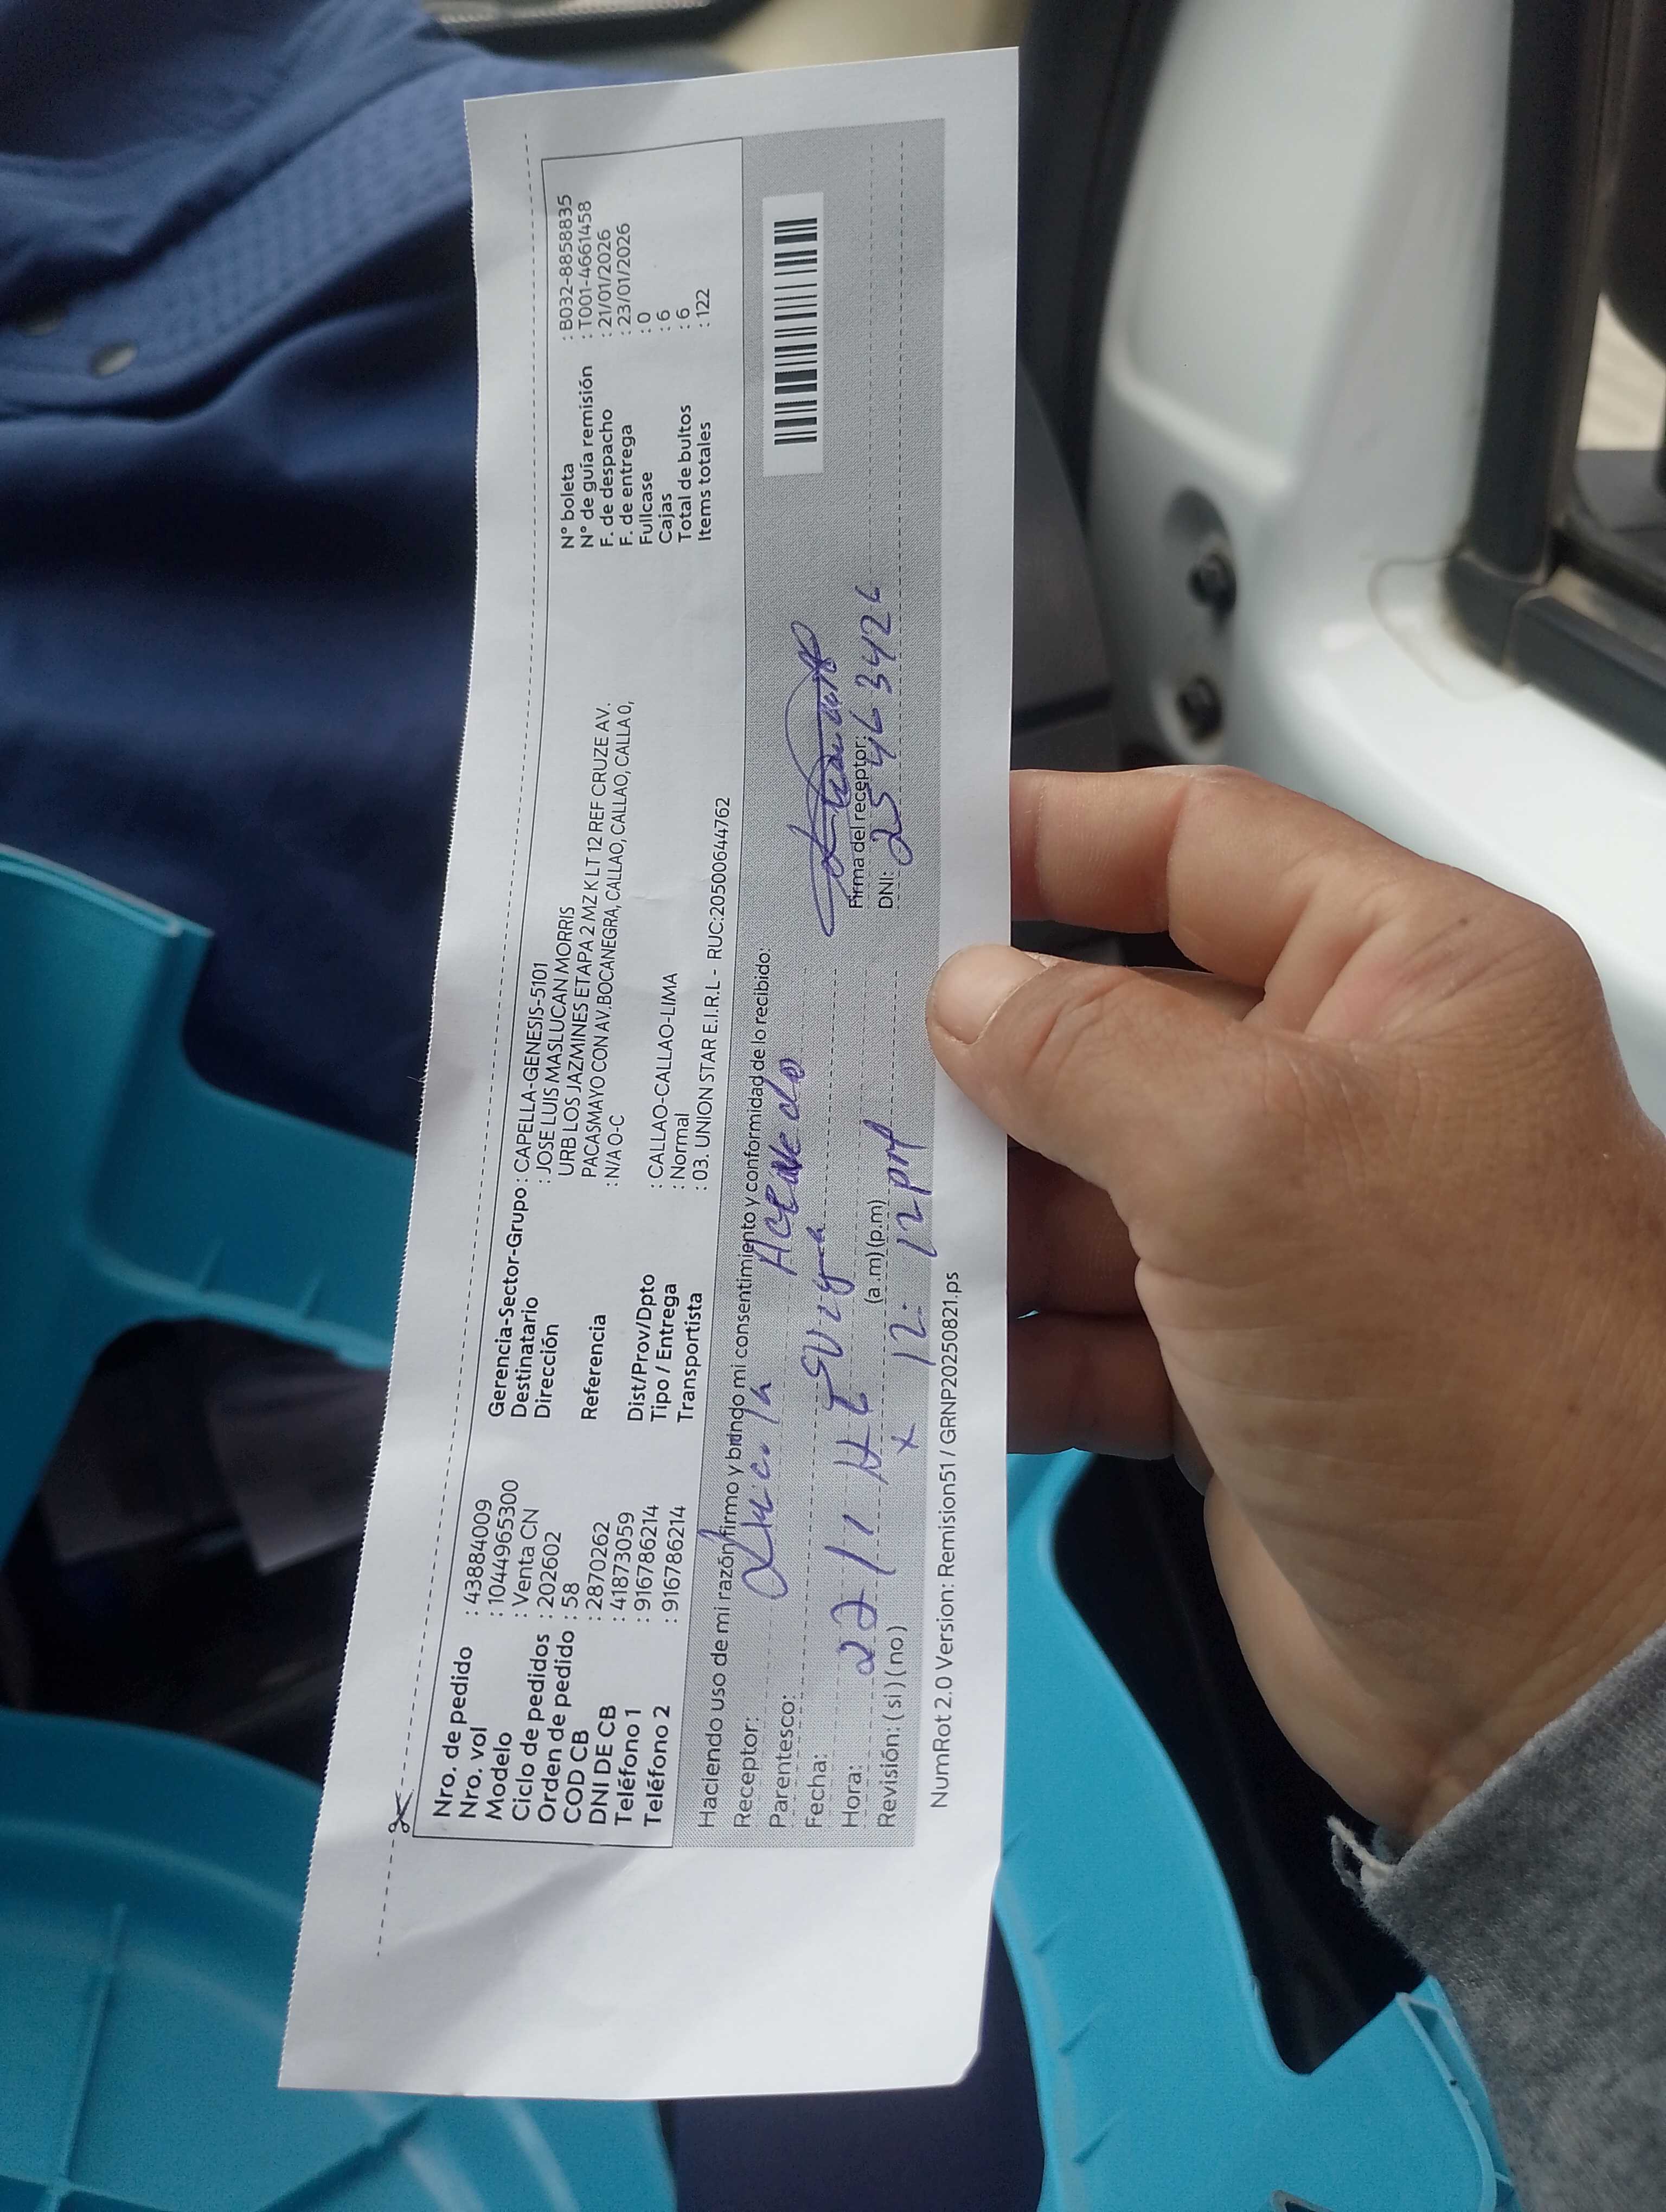 Nro. de pedido : 43884009
Nro. vol : 1044965300
Modelo : Venta CN
Ciclo de pedidos : 202602
Orden de pedido : 58
COD CB : 2870262
DNI DE CB : 41873059
Teléfono 1 : 916786214
Teléfono 2 : 916786214
Gerencia-Sector-Grupo : CAPELLA-GENESIS-5101
Destinatario : JOSE LUIS MASLUCAN MORRIS
Dirección URB LOS JAZMINES ETAPA 2 MZ K LT 12 REF CRUZE AV.
PACASMAYO CON AV.BOCANEGRA, CALLAO, CALLAO, CALLA 0,
Referencia : N/A O-C
Dist/Prov/Dpto : CALLAO-CALLAO-LIMA
Tipo / Entrega : Normal
Transportista : 03. UNION STAR E.I.R.L - RUC:20500644762
N° boleta : B032-8858835
N° de guía remisión : T001-4661458
F. de despacho : 21/01/2026
F. de entrega : 23/01/2026
Fullcase : 0
Cajas : 6
Total de bultos : 6
Items totales : 122
Haciendo uso de mi razón firmo y brindo mi consentimiento y conformidad de lo recibido:
Receptor:
Parentesco:
Fecha:
Hora: (a.m) (p.m)
Revisión: ( si ) ( no ) x 12: 12 pm
Firma del receptor:
DNI: 25463426
NumRot 2.0 Version: Remision51 / GRNP20250821.ps